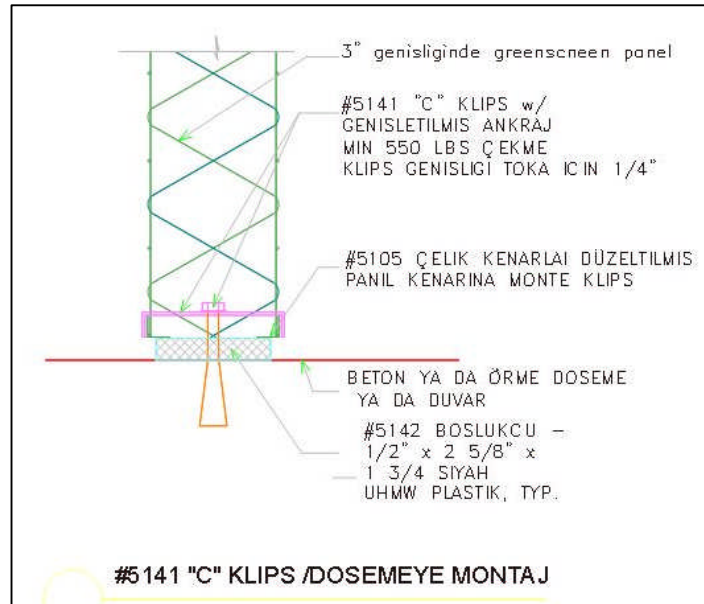 3" genisliginde greenscneen panel
#5141 "C" KLIPS w/
GENISLETILMIS ANKRAJ
MIN 550 LBS ÇEKME
KLIPS GENISLIGI TOKA ICIN 1/4"
#5105 ÇELIK KENARLAI DÜZELTILMIS
PANIL KENARINA MONTE KLIPS
BETON YA DA ÖRME DOSEME
YA DA DUVAR
#5142 BOSLUKCU –
1/2" x 2 5/8" x
1 3/4 SIYAH
UHMW PLASTIK, TYP.
#5141 "C" KLIPS /DOSEMEYE MONTAJ